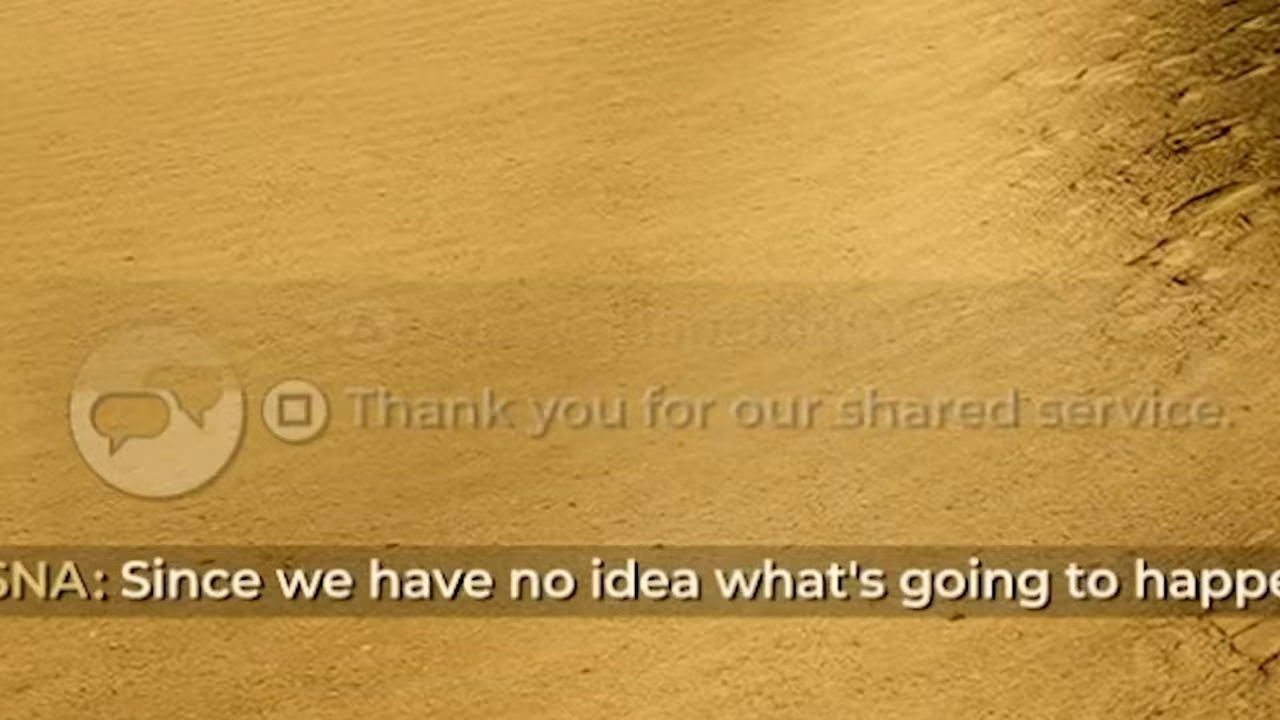 Thank you for our shared service.
SNA: Since we have no idea what's going to happe